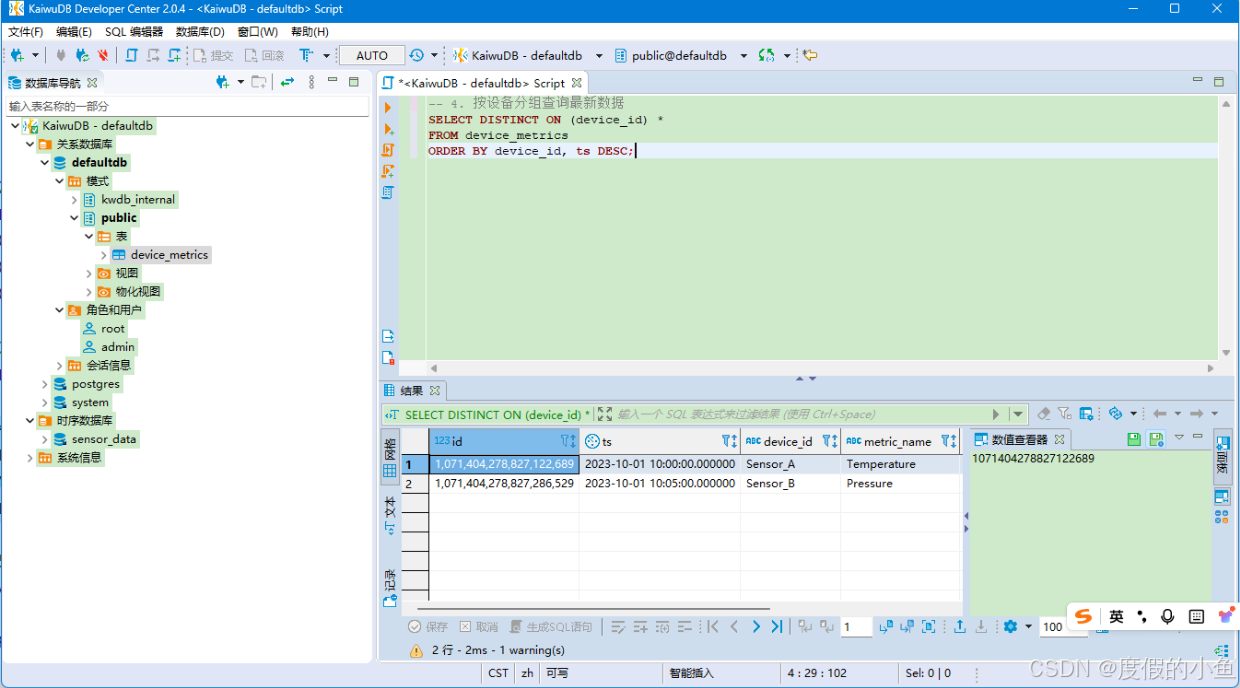 KaiwuDB Developer Center 2.0.4 - <KaiwuDB - defaultdb> Script
文件(F) 编辑(E) SQL 编辑器 数据库(D) 窗口(W) 帮助(H)
提交 回滚 AUTO KaiwuDB - defaultdb public@defaultdb
数据库导航
输入表名称的一部分
KaiwuDB - defaultdb
关系数据库
defaultdb
模式
kwdb_internal
public
表
device_metrics
视图
物化视图
角色和用户
root
admin
会话信息
postgres
system
时序数据库
sensor_data
系统信息
*<KaiwuDB - defaultdb> Script
-- 4. 按设备分组查询最新数据
SELECT DISTINCT ON (device_id) *
FROM device_metrics
ORDER BY device_id, ts DESC;
结果
SELECT DISTINCT ON (device_id) * 输入一个 SQL 表达式来过滤结果 (使用 Ctrl+Space)
网格
文本
记录
123 id ts ABC device_id ABC metric_name
1 1,071,404,278,827,122,689 2023-10-01 10:00:00.000000 Sensor_A Temperature
2 1,071,404,278,827,286,529 2023-10-01 10:05:00.000000 Sensor_B Pressure
数值查看器
1071404278827122689
面板
保存 取消 生成SQL语句 1 100
英
2 行 - 2ms - 1 warning(s)
CST zh 可写 智能插入 4 : 29 : 102 Sel: 0 | 0
CSDN @度假的小鱼